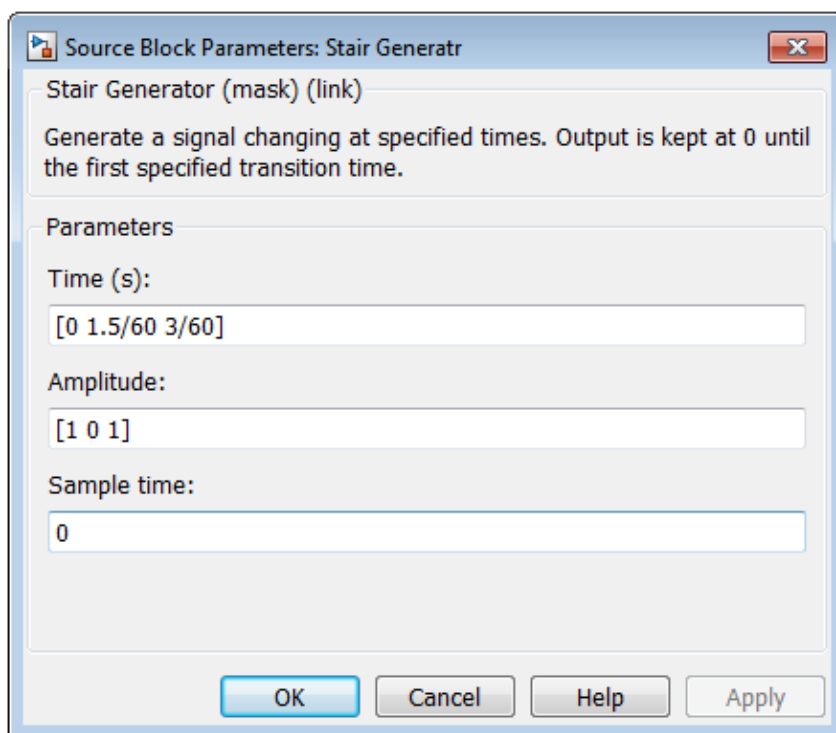 Source Block Parameters: Stair Generatr
Stair Generator (mask) (link)
Generate a signal changing at specified times. Output is kept at 0 until
the first specified transition time.
Parameters
Time (s):
[0 1.5/60 3/60]
Amplitude:
[1 0 1]
Sample time:
0
OK Cancel Help Apply